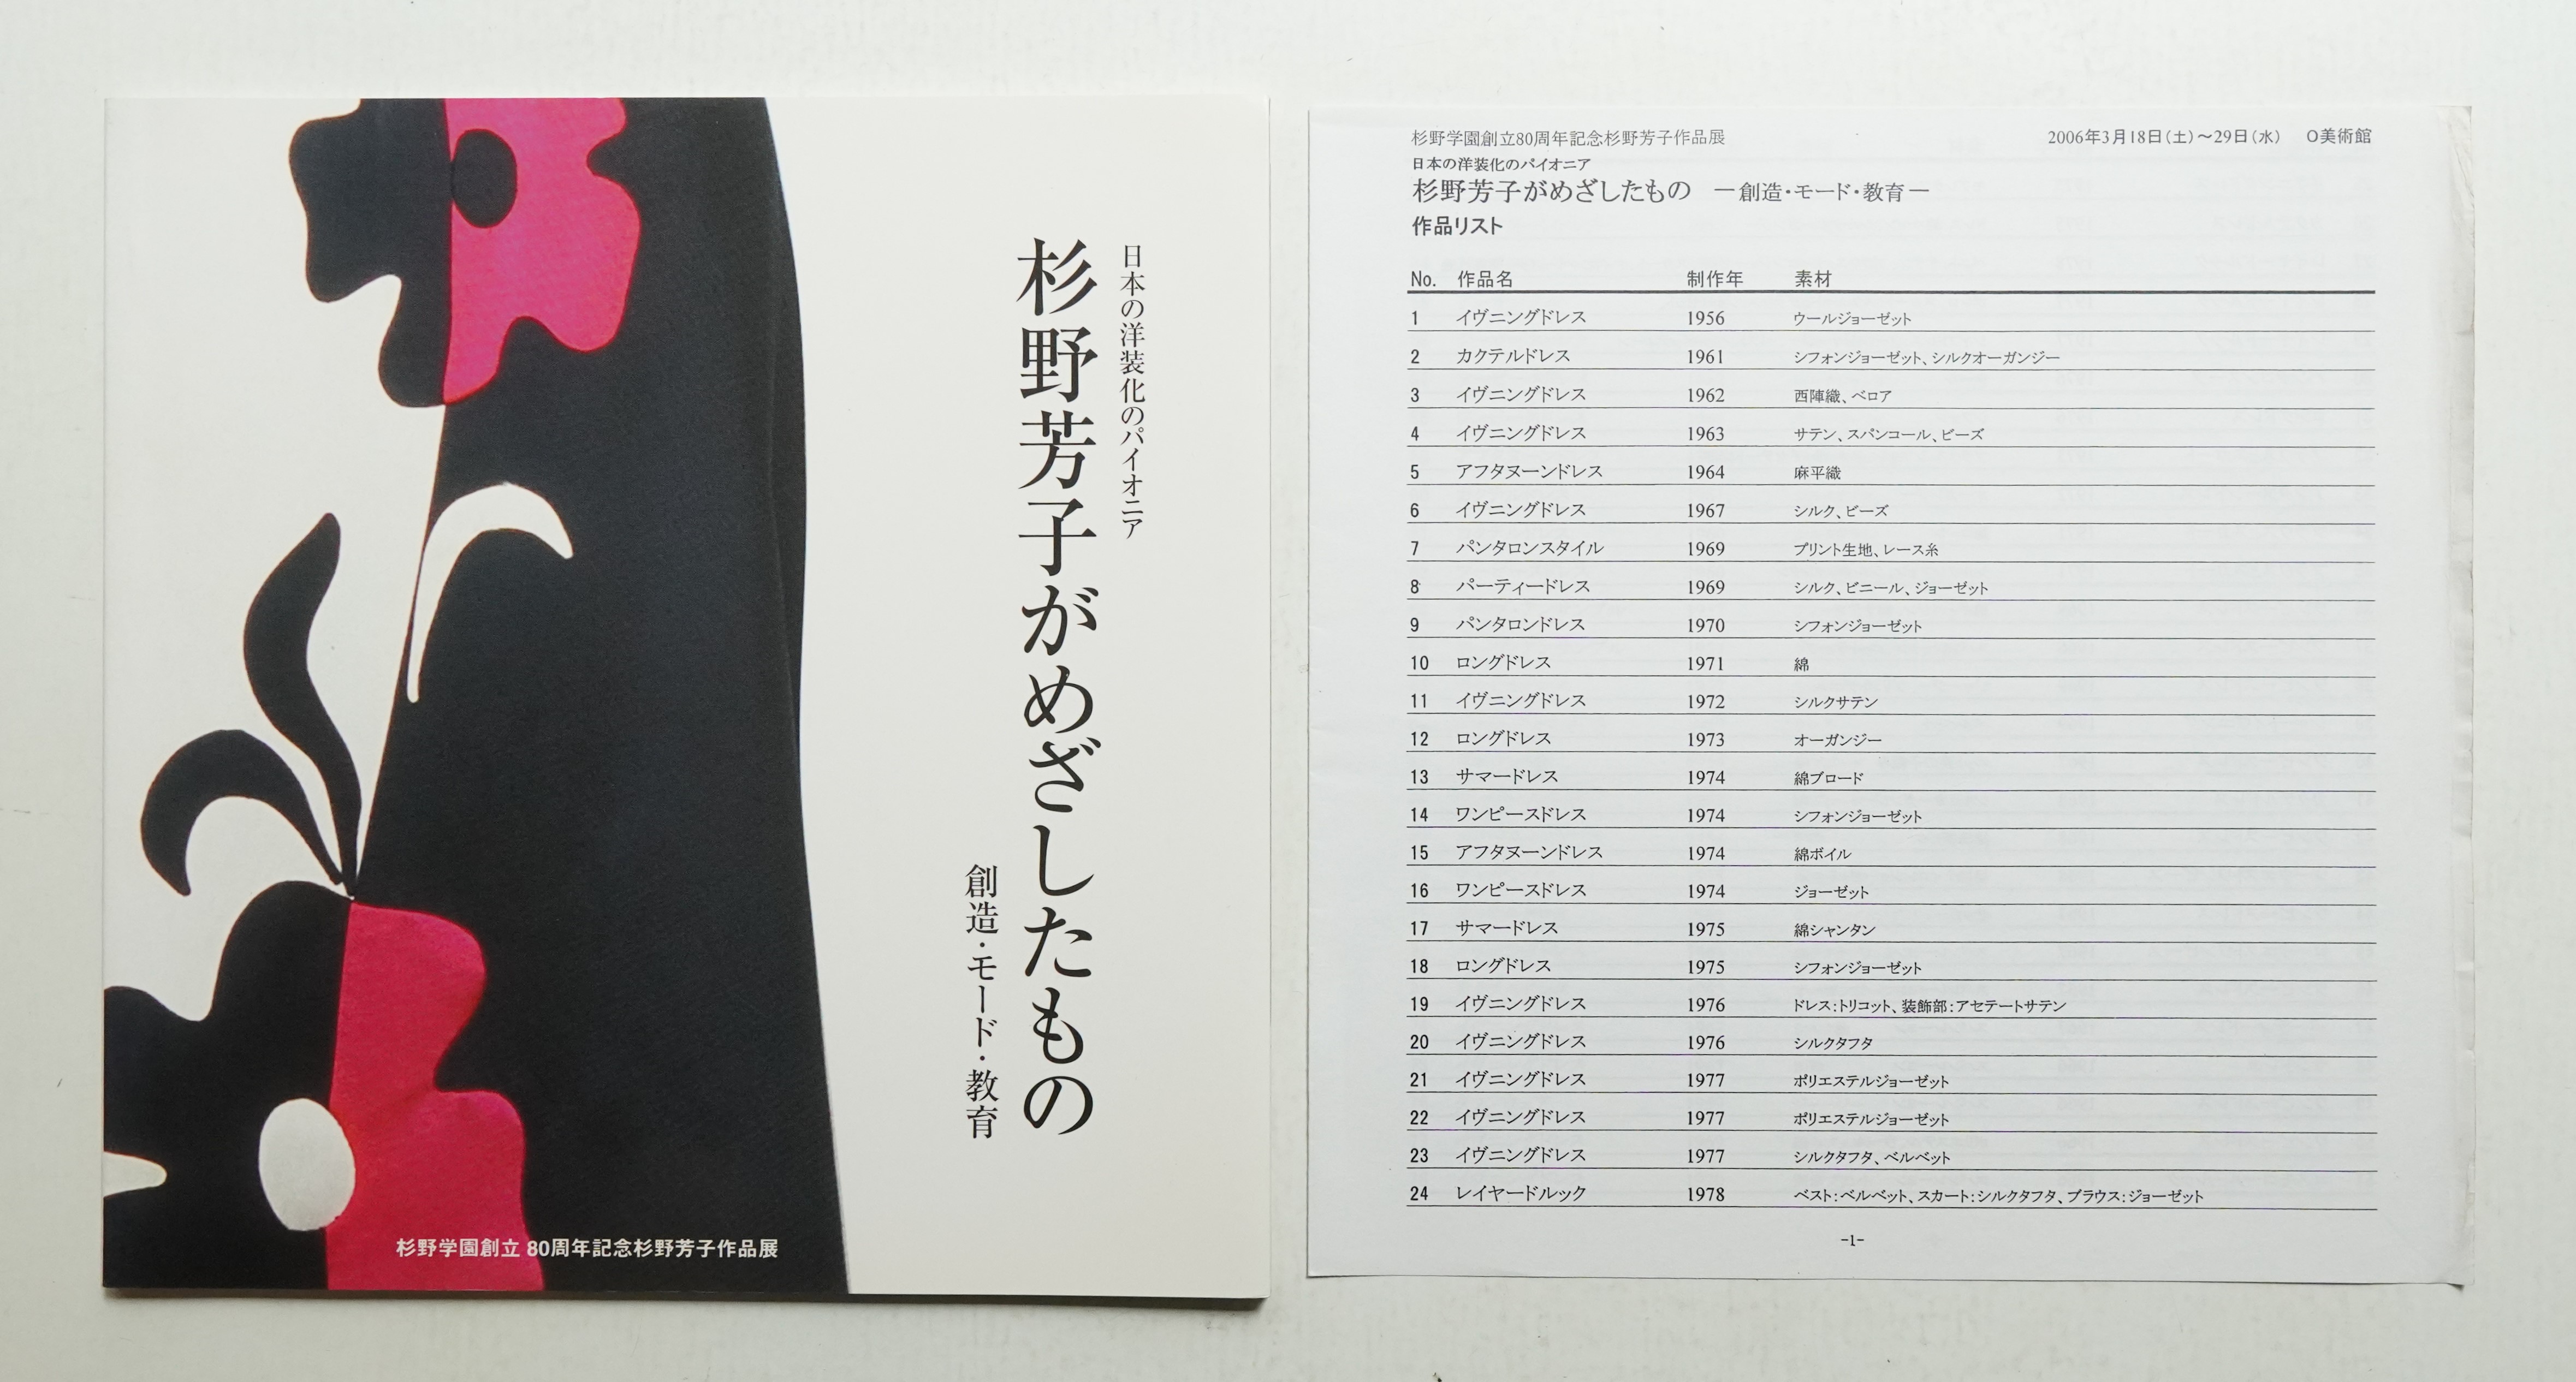 日本の洋装化のパイオニア
杉野芳子がめざしたもの
創造・モード・教育
杉野学園創立 80周年記念杉野芳子作品展
杉野学園創立80周年記念杉野芳子作品展 2006年3月18日(土)～29日(水) O美術館
日本の洋装化のパイオニア
杉野芳子がめざしたもの ー創造・モード・教育ー
作品リスト
No. 作品名 制作年 素材
1 イヴニングドレス 1956 ウールジョーゼット
2 カクテルドレス 1961 シフォンジョーゼット、シルクオーガンジー
3 イヴニングドレス 1962 西陣織、ベロア
4 イヴニングドレス 1963 サテン、スパンコール、ビーズ
5 アフタヌーンドレス 1964 麻平織
6 イヴニングドレス 1967 シルク、ビーズ
7 パンタロンスタイル 1969 プリント生地、レース糸
8 パーティードレス 1969 シルク、ビニール、ジョーゼット
9 パンタロンドレス 1970 シフォンジョーゼット
10 ロングドレス 1971 綿
11 イヴニングドレス 1972 シルクサテン
12 ロングドレス 1973 オーガンジー
13 サマードレス 1974 綿ブロード
14 ワンピースドレス 1974 シフォンジョーゼット
15 アフタヌーンドレス 1974 綿ボイル
16 ワンピースドレス 1974 ジョーゼット
17 サマードレス 1975 綿シャンタン
18 ロングドレス 1975 シフォンジョーゼット
19 イヴニングドレス 1976 ドレス:トリコット、装飾部:アセテートサテン
20 イヴニングドレス 1976 シルクタフタ
21 イヴニングドレス 1977 ポリエステルジョーゼット
22 イヴニングドレス 1977 ポリエステルジョーゼット
23 イヴニングドレス 1977 シルクタフタ、ベルベット
24 レイヤードルック 1978 ベスト:ベルベット、スカート:シルクタフタ、ブラウス:ジョーゼット
-1-